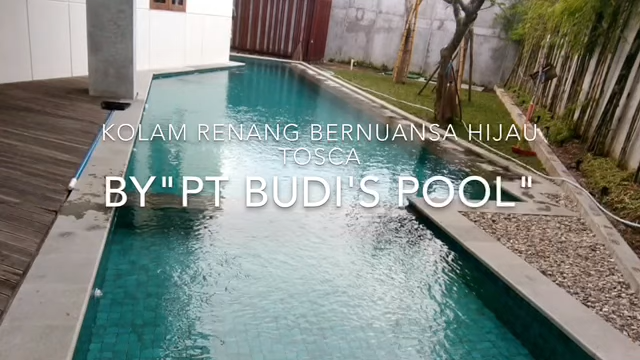 KOLAM RENANG BERNUANSA HIJAU
TOSCA
BY"PT BUDI'S POOL"